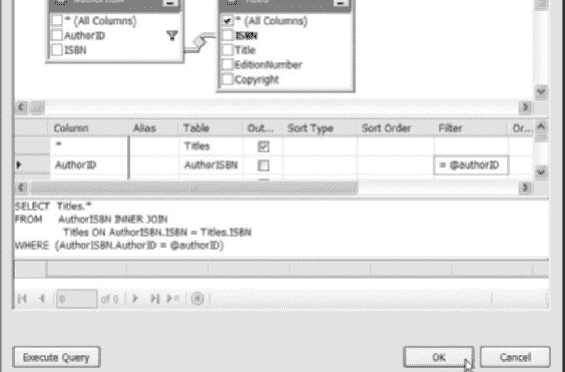 * (All Columns)
AuthorID
ISBN
* (All Columns)
ISBN
Title
EditionNumber
Copyright
Column Alias Table Out... Sort Type Sort Order Filter Or...
* Titles
AuthorID AuthorISBN = @authorID
SELECT Titles.*
FROM AuthorISBN INNER JOIN
Titles ON AuthorISBN.ISBN = Titles.ISBN
WHERE (AuthorISBN.AuthorID = @authorID)
0 of 0
Execute Query OK Cancel